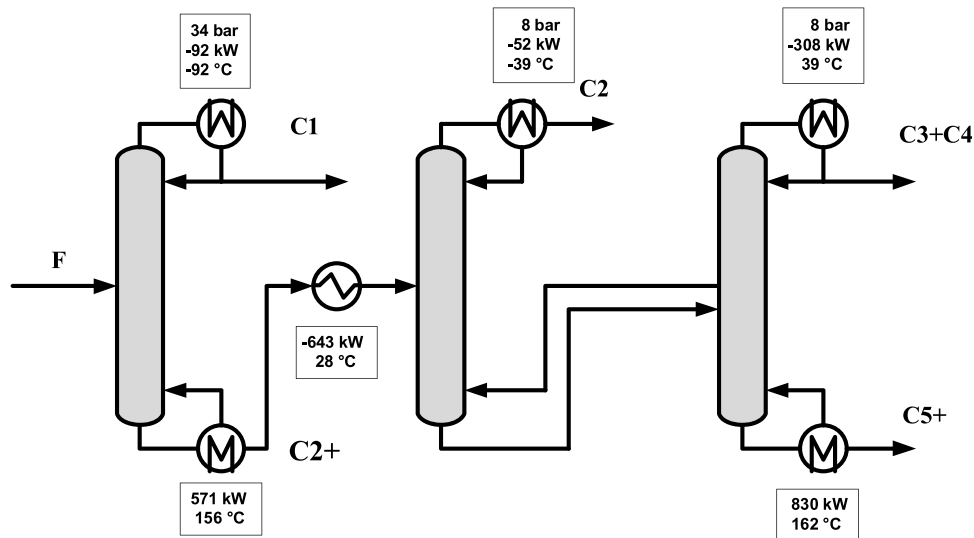 34 bar
-92 kW
-92 °C
8 bar
-52 kW
-39 °C
8 bar
-308 kW
39 °C
C1
C2
C3+C4
F
-643 kW
28 °C
C2+
C5+
571 kW
156 °C
830 kW
162 °C